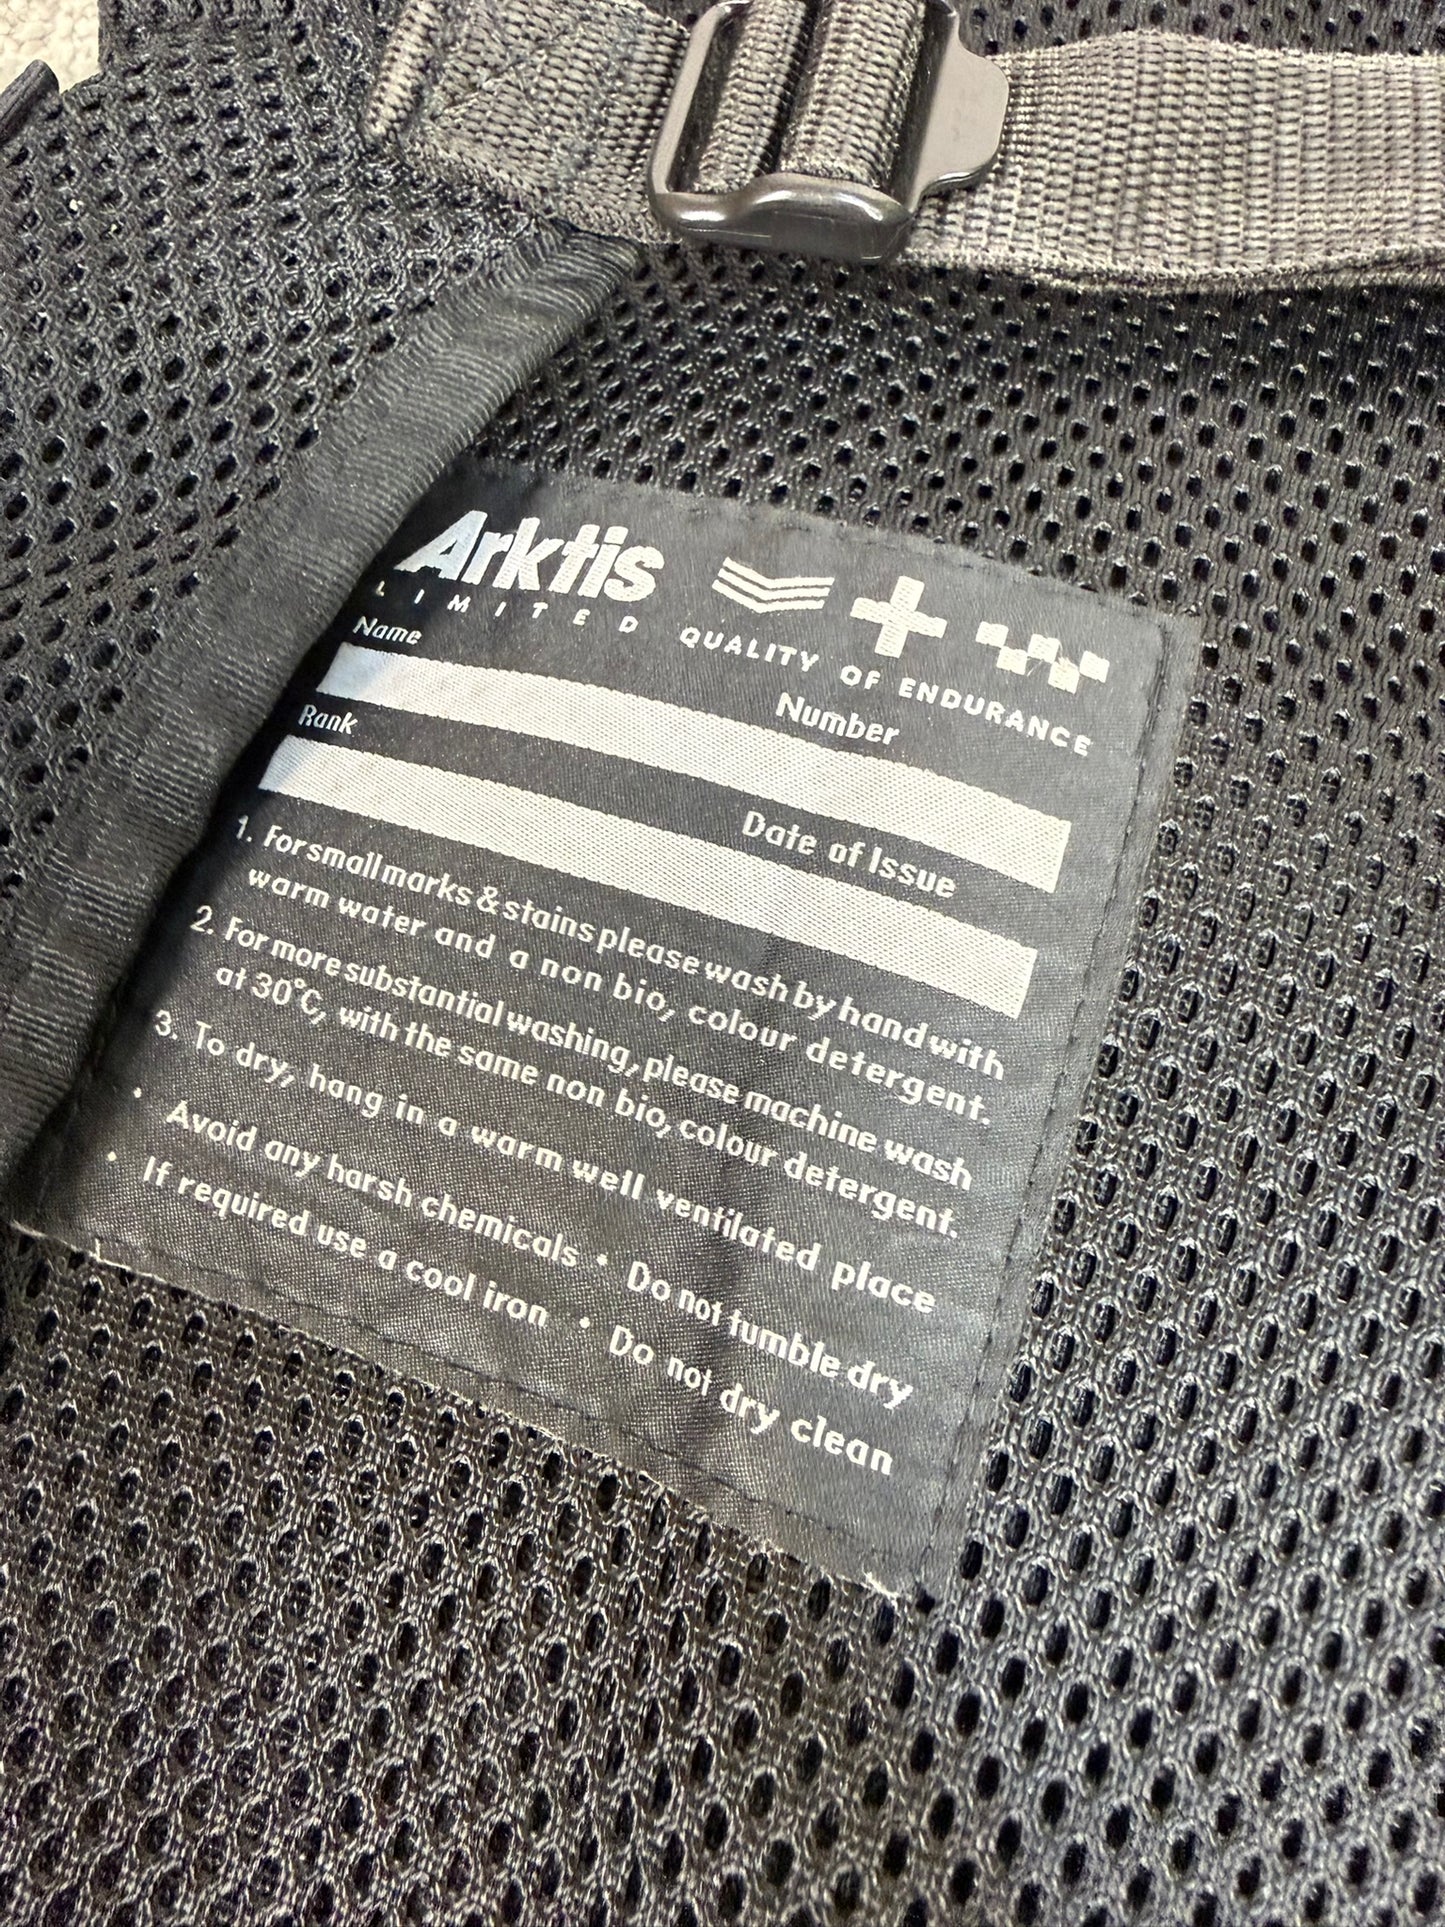 Arktis
LIMITED QUALITY OF ENDURANCE
Name Number
Rank Date of Issue
1. For small marks & stains please wash by hand with
warm water and a non bio, colour detergent.
2. For more substantial washing, please machine wash
at 30°C, with the same non bio, colour detergent.
3. To dry, hang in a warm well ventilated place
• Avoid any harsh chemicals • Do not tumble dry
• If required use a cool iron • Do not dry clean